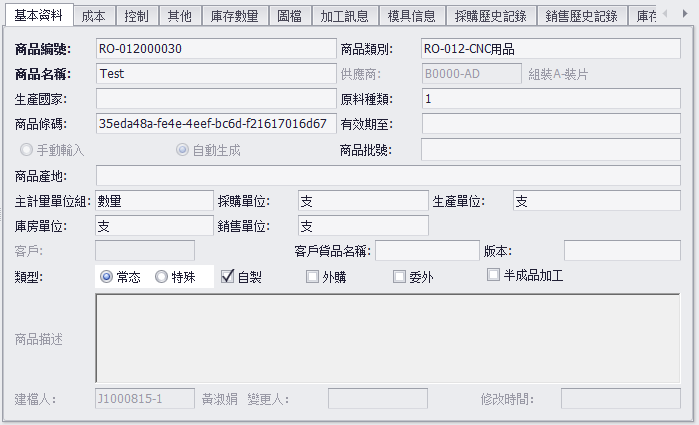 基本資料 成本 控制 其他 庫存數量 圖檔 加工訊息 模具信息 採購歷史記錄 銷售歷史記錄 庫存
商品編號: RO-012000030 商品類別: RO-012-CNC用品
商品名稱: Test 供應商: B0000-AD 組裝A-裝片
生產國家: 原料種類: 1
商品條碼: 35eda48a-fe4e-4eef-bc6d-f21617016d67 有效期至:
手動輸入 自動生成 商品批號:
商品產地:
主計量單位組: 數量 採購單位: 支 生產單位: 支
庫房單位: 支 銷售單位: 支
客戶: 客戶貨品名稱: 版本:
類型: 常态 特殊 自製 外購 委外 半成品加工
商品描述
建檔人: J1000815-1 黃淑娟 變更人: 修改時間: